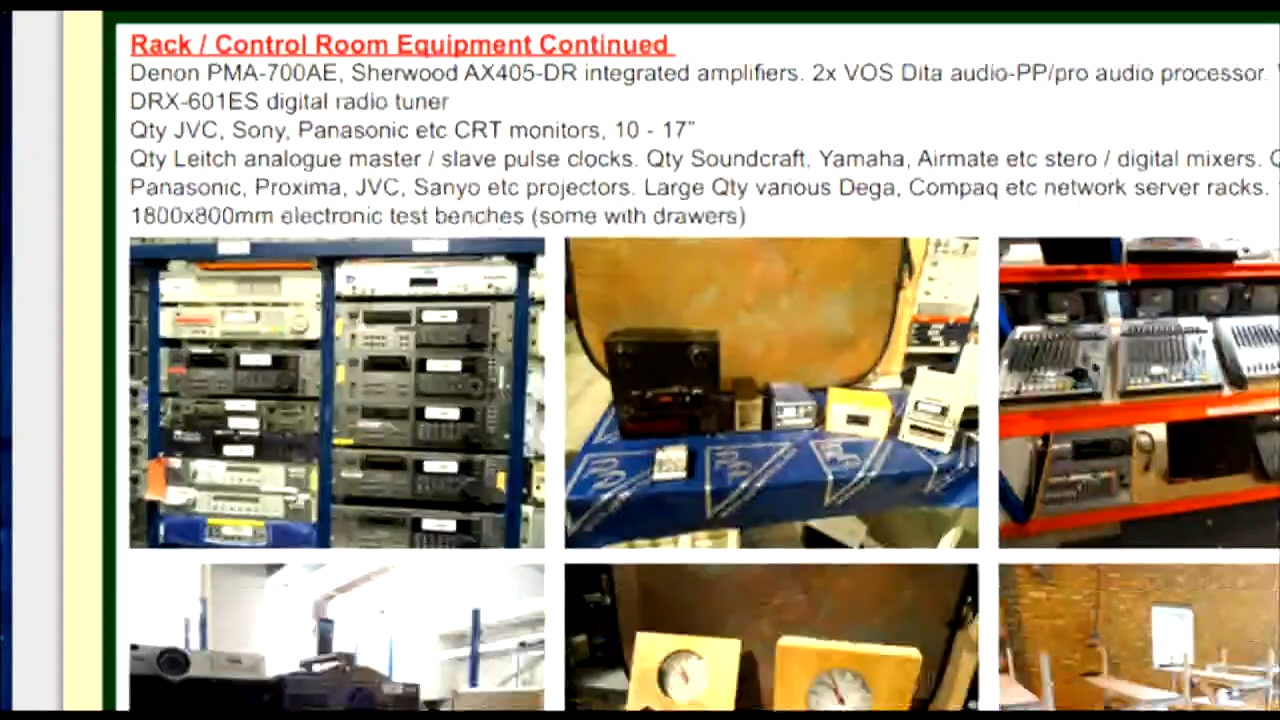 Rack / Control Room Equipment Continued
Denon PMA-700AE, Sherwood AX405-DR integrated amplifiers. 2x VOS Dita audio-PP/pro audio processor.
DRX-601ES digital radio tuner
Qty JVC, Sony, Panasonic etc CRT monitors, 10 - 17”
Qty Leitch analogue master / slave pulse clocks. Qty Soundcraft, Yamaha, Airmate etc stero / digital mixers.
Panasonic, Proxima, JVC, Sanyo etc projectors. Large Qty various Dega, Compaq etc network server racks.
1800x800mm electronic test benches (some with drawers)